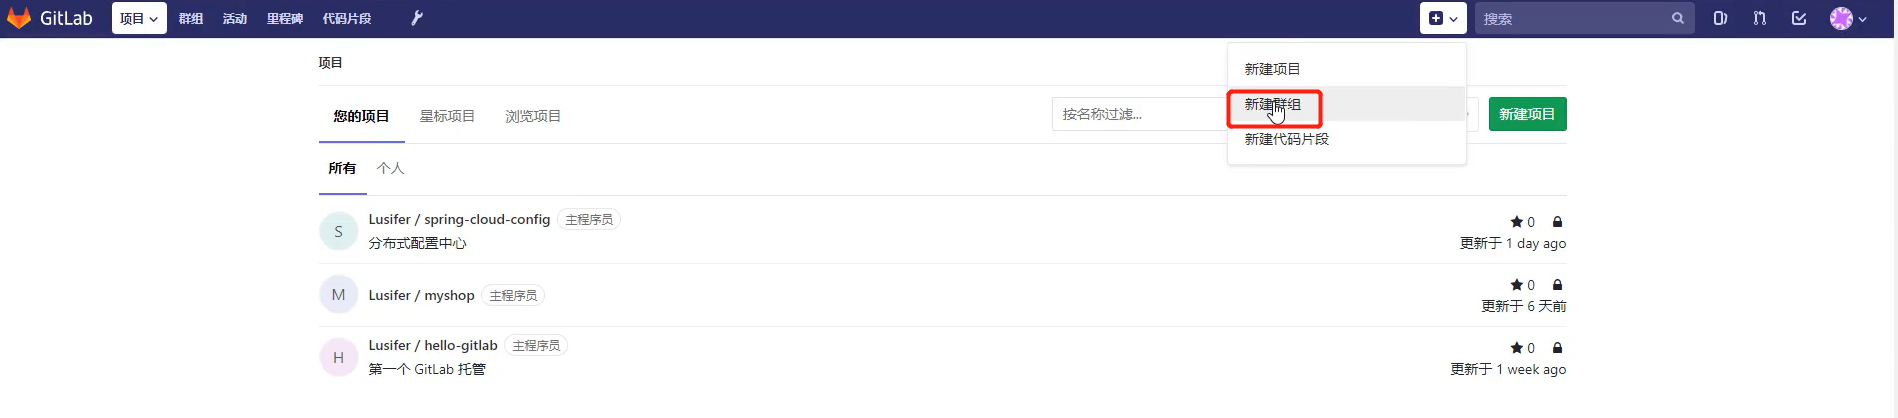 GitLab 项目 群组 活动 里程碑 代码片段 搜索
项目
新建项目
新建群组
新建代码片段
您的项目 星标项目 浏览项目 按名称过滤... 新建项目
所有 个人
S Lusifer / spring-cloud-config 主程序员 0
分布式配置中心 更新于 1 day ago
M Lusifer / myshop 主程序员 0
更新于 6 天前
H Lusifer / hello-gitlab 主程序员 0
第一个 GitLab 托管 更新于 1 week ago